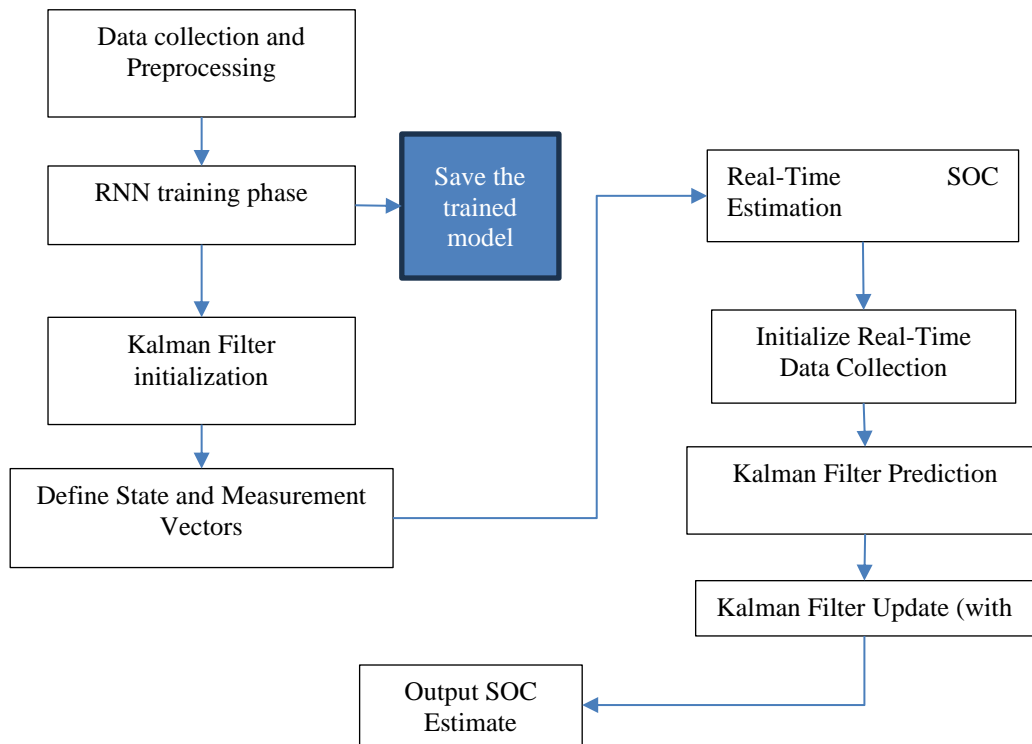 Data collection and
Preprocessing
RNN training phase
Save the
trained
model
Kalman Filter
initialization
Define State and Measurement
Vectors
Real-Time SOC
Estimation
Initialize Real-Time
Data Collection
Kalman Filter Prediction
Kalman Filter Update (with
Output SOC
Estimate